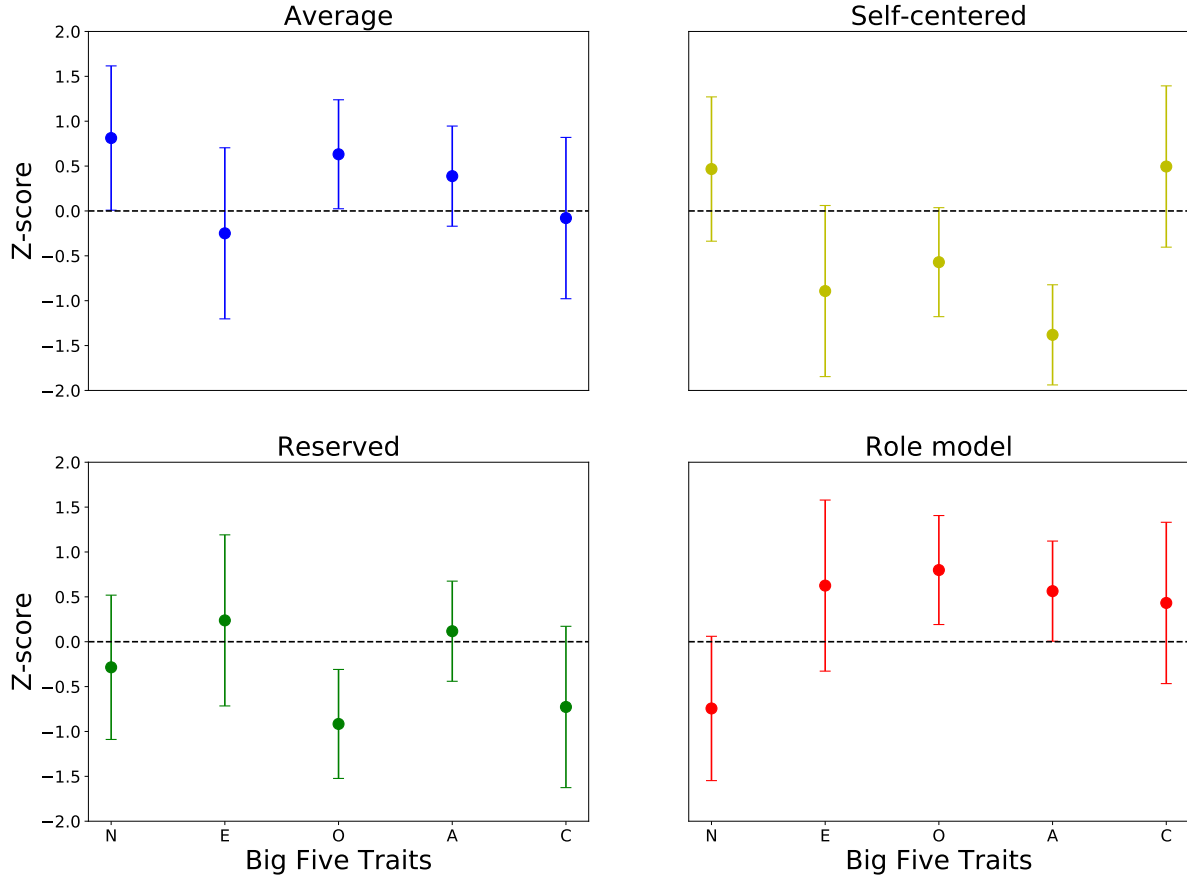 Average
Self-centered
2.0
1.5
1.0
0.5
0.0
−0.5
−1.0
−1.5
−2.0
Z-score
Reserved
Role model
2.0
1.5
1.0
0.5
0.0
−0.5
−1.0
−1.5
−2.0
Z-score
N E O A C
N E O A C
Big Five Traits
Big Five Traits